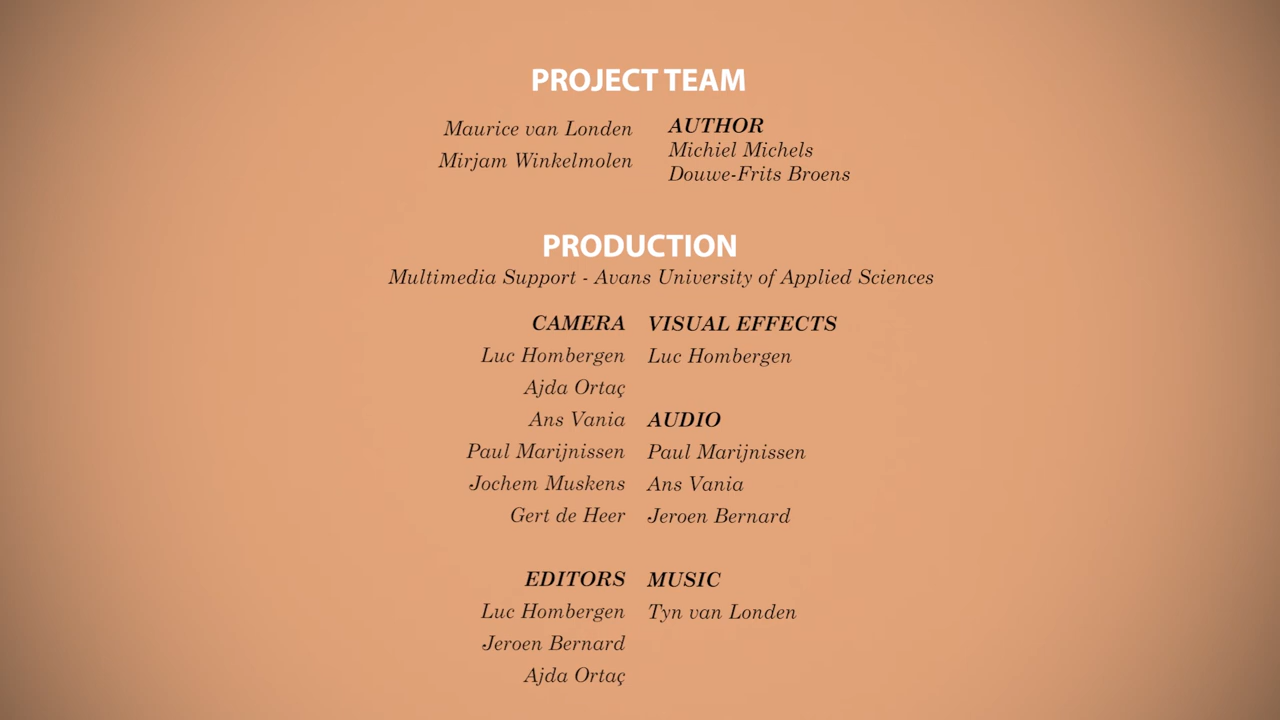 PROJECT TEAM
Maurice van Londen
Mirjam Winkelmolen
AUTHOR
Michiel Michels
Douwe-Frits Broens
PRODUCTION
Multimedia Support - Avans University of Applied Sciences
CAMERA
Luc Hombergen
Ajda Ortaç
Ans Vania
Paul Marijnissen
Jochem Muskens
Gert de Heer
VISUAL EFFECTS
Luc Hombergen
AUDIO
Paul Marijnissen
Ans Vania
Jeroen Bernard
EDITORS
Luc Hombergen
Jeroen Bernard
Ajda Ortaç
MUSIC
Tyn van Londen